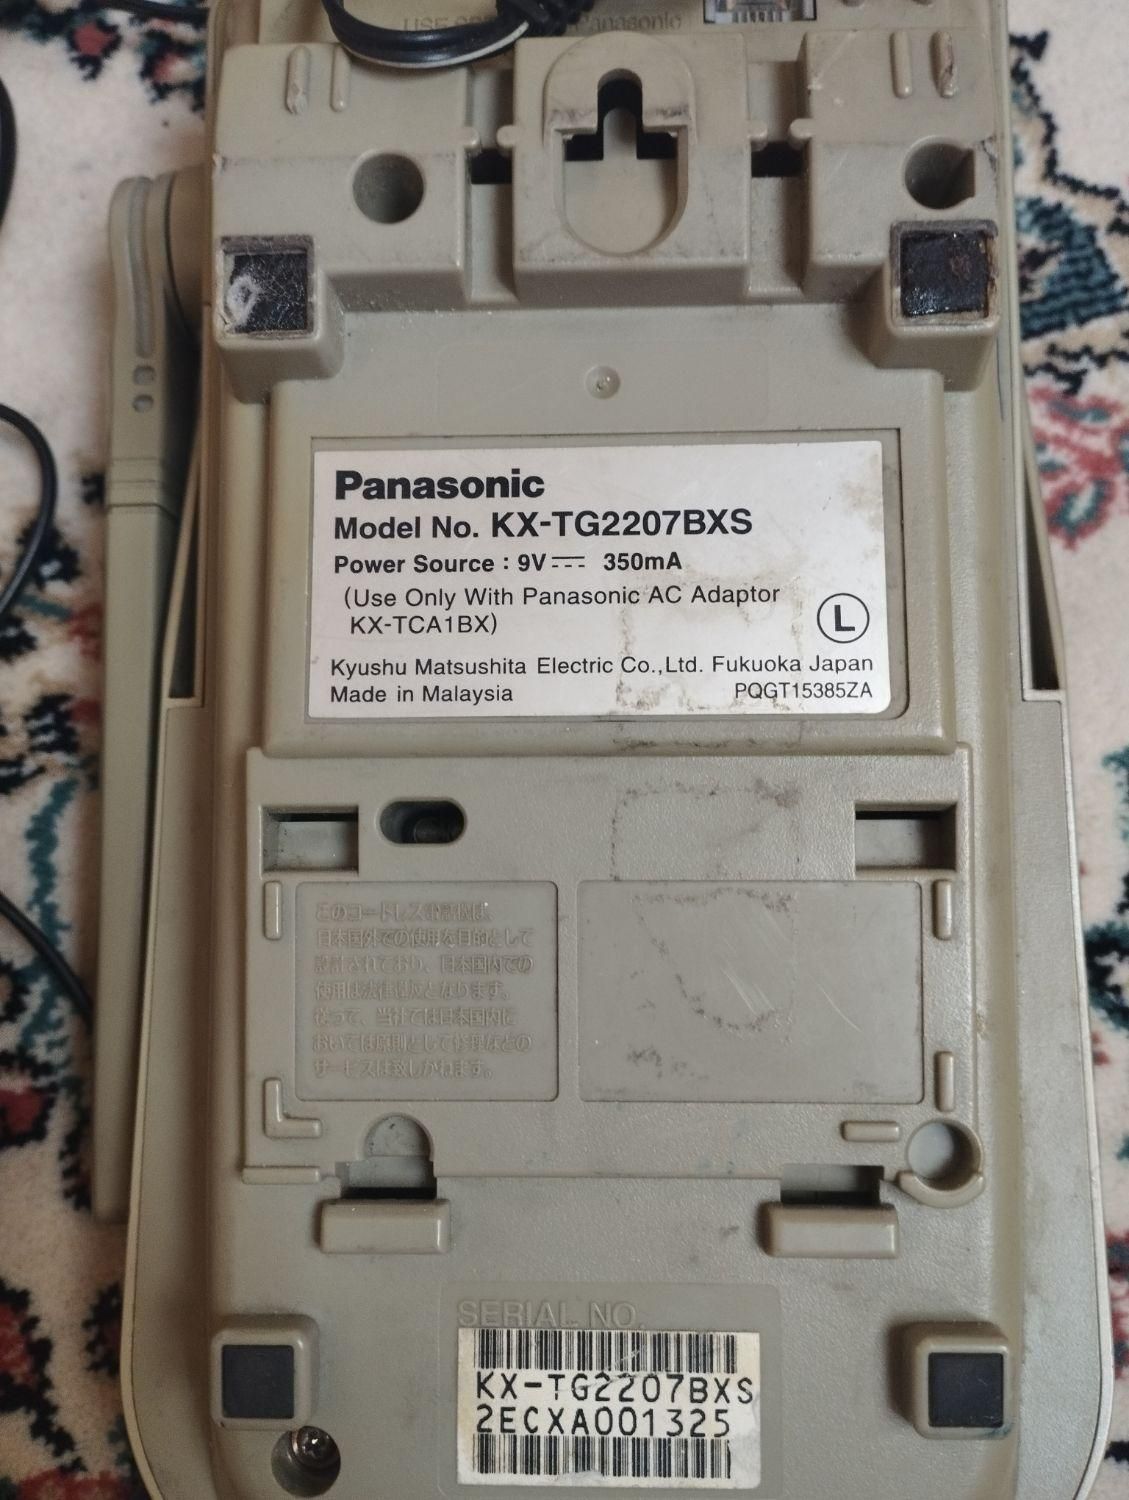 Panasonic
Panasonic
Model No. KX-TG2207BXS
Power Source : 9V 350mA
(Use Only With Panasonic AC Adaptor
KX-TCA1BX)
L
Kyushu Matsushita Electric Co.,Ltd. Fukuoka Japan
Made in Malaysia PQGT15385ZA
このコードレス電話機は、
日本国外での使用を目的として
設計されており、日本国内での
使用は法律違反となります。
従って、当社では日本国内に
おいては原則として修理などの
サービスは致しかねます。
SERIAL NO.
KX-TG2207BXS
2ECXA001325